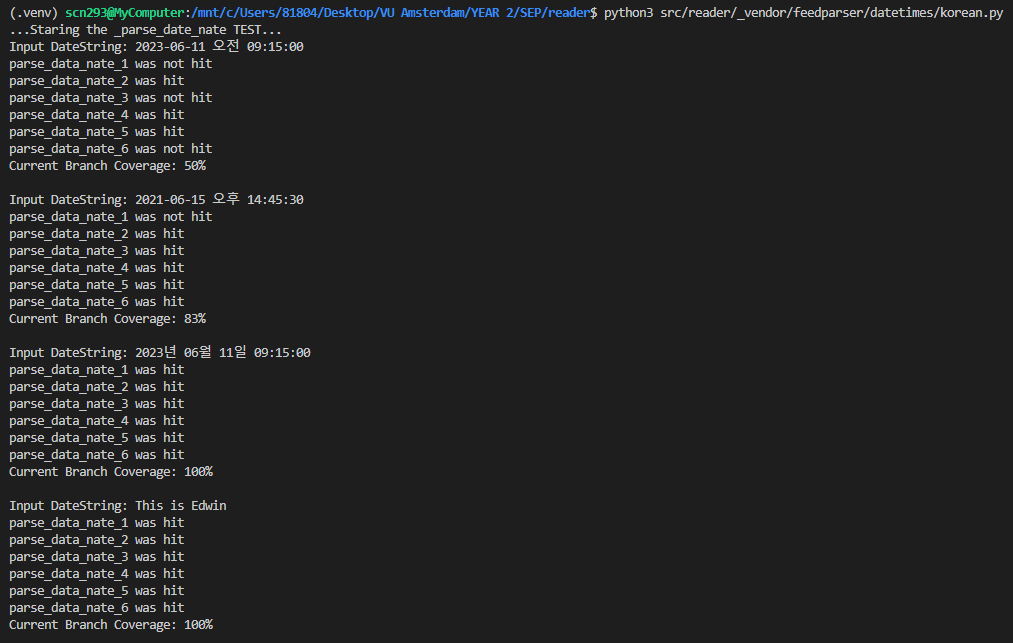 (.venv) scn293@MyComputer:/mnt/c/Users/81804/Desktop/VU Amsterdam/YEAR 2/SEP/reader$ python3 src/reader/_vendor/feedparser/datetimes/korean.py
...Staring the _parse_date_nate TEST...
Input DateString: 2023-06-11 오전 09:15:00
parse_data_nate_1 was not hit
parse_data_nate_2 was hit
parse_data_nate_3 was not hit
parse_data_nate_4 was hit
parse_data_nate_5 was hit
parse_data_nate_6 was not hit
Current Branch Coverage: 50%

Input DateString: 2021-06-15 오후 14:45:30
parse_data_nate_1 was not hit
parse_data_nate_2 was hit
parse_data_nate_3 was hit
parse_data_nate_4 was hit
parse_data_nate_5 was hit
parse_data_nate_6 was hit
Current Branch Coverage: 83%

Input DateString: 2023년 06월 11일 09:15:00
parse_data_nate_1 was hit
parse_data_nate_2 was hit
parse_data_nate_3 was hit
parse_data_nate_4 was hit
parse_data_nate_5 was hit
parse_data_nate_6 was hit
Current Branch Coverage: 100%

Input DateString: This is Edwin
parse_data_nate_1 was hit
parse_data_nate_2 was hit
parse_data_nate_3 was hit
parse_data_nate_4 was hit
parse_data_nate_5 was hit
parse_data_nate_6 was hit
Current Branch Coverage: 100%